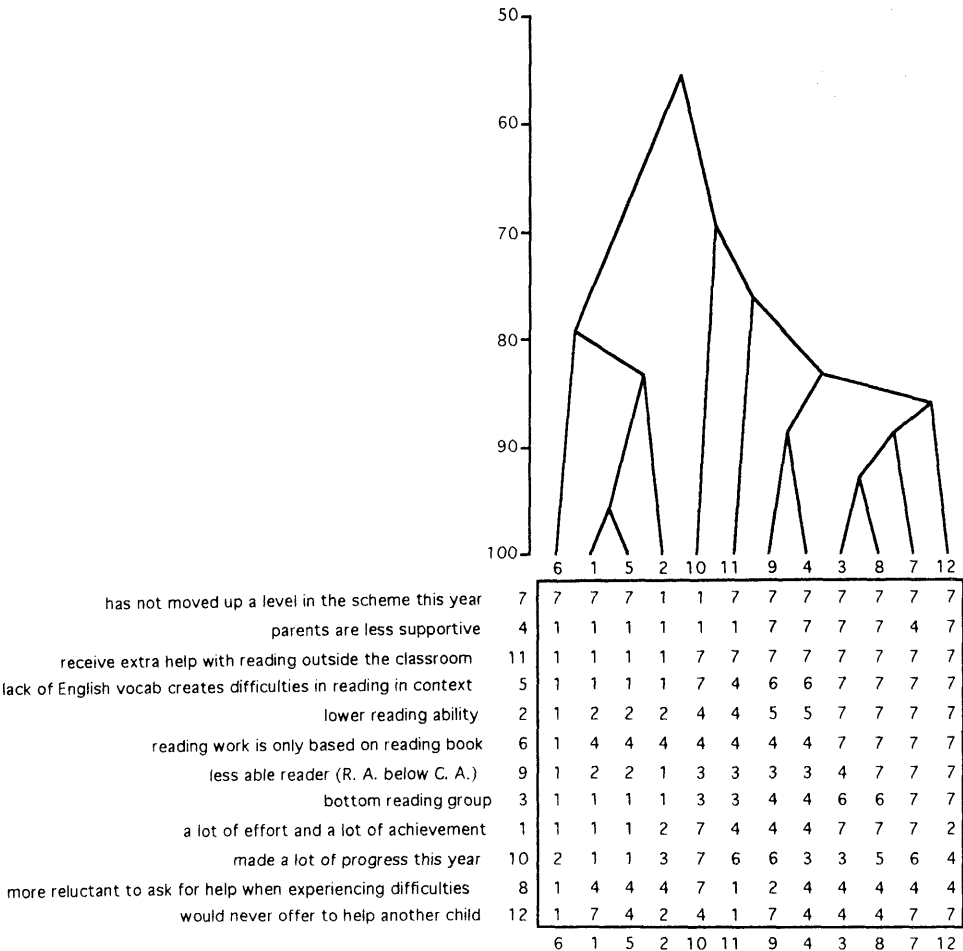 50
60
70
80
90
100
6 1 5 2 10 11 9 4 3 8 7 12
has not moved up a level in the scheme this year 7 7 7 7 1 1 7 7 7 7 7 7 7
parents are less supportive 4 1 1 1 1 1 1 7 7 7 7 4 7
receive extra help with reading outside the classroom 11 1 1 1 1 7 7 7 7 7 7 7 7
lack of English vocab creates difficulties in reading in context 5 1 1 1 1 7 4 6 6 7 7 7 7
lower reading ability 2 1 2 2 2 4 4 5 5 7 7 7 7
reading work is only based on reading book 6 1 4 4 4 4 4 4 4 7 7 7 7
less able reader (R. A. below C. A.) 9 1 2 2 1 3 3 3 3 4 7 7 7
bottom reading group 3 1 1 1 1 3 3 4 4 6 6 7 7
a lot of effort and a lot of achievement 1 1 1 1 2 7 4 4 4 7 7 7 2
made a lot of progress this year 10 2 1 1 3 7 6 6 3 3 5 6 4
more reluctant to ask for help when experiencing difficulties 8 1 4 4 4 7 1 2 4 4 4 4 4
would never offer to help another child 12 1 7 4 2 4 1 7 4 4 4 7 7
6 1 5 2 10 11 9 4 3 8 7 12